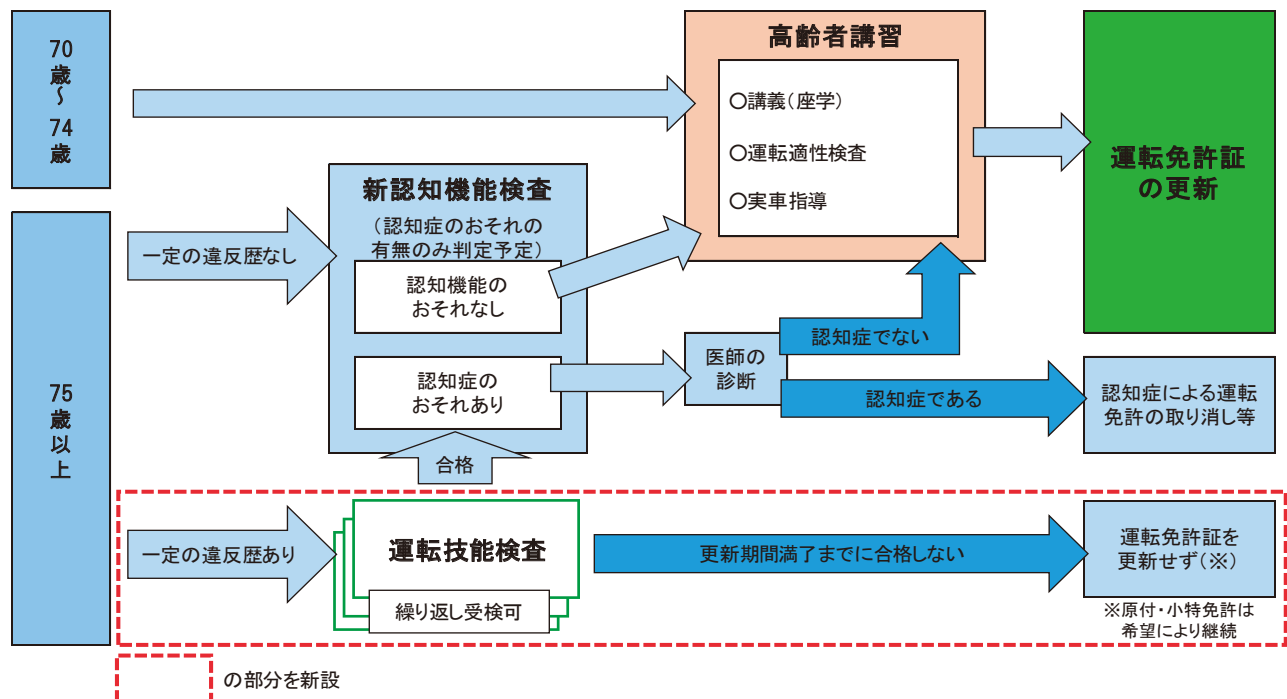 70
歳
～
74
歳
高齢者講習
○講義(座学)
○運転適性検査
○実車指導
運転免許証
の更新
75
歳
以
上
一定の違反歴なし
新認知機能検査
(認知症のおそれの
有無のみ判定予定)
認知機能の
おそれなし
認知症の
おそれあり
医師の
診断
認知症でない
認知症である
認知症による運転
免許の取り消し等
合格
一定の違反歴あり
運転技能検査
繰り返し受検可
更新期間満了までに合格しない
運転免許証を
更新せず(※)
※原付・小特免許は
希望により継続
の部分を新設